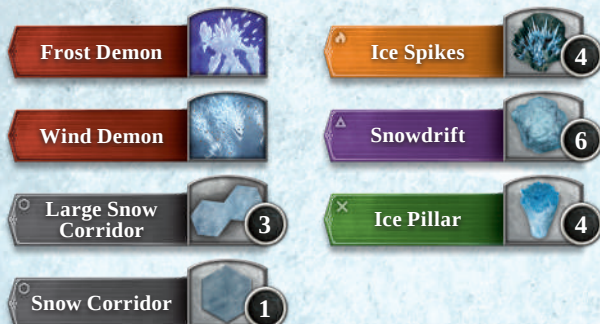 Frost Demon
Wind Demon
Large Snow
Corridor
3
Snow Corridor
1
Ice Spikes
4
Snowdrift
6
Ice Pillar
4